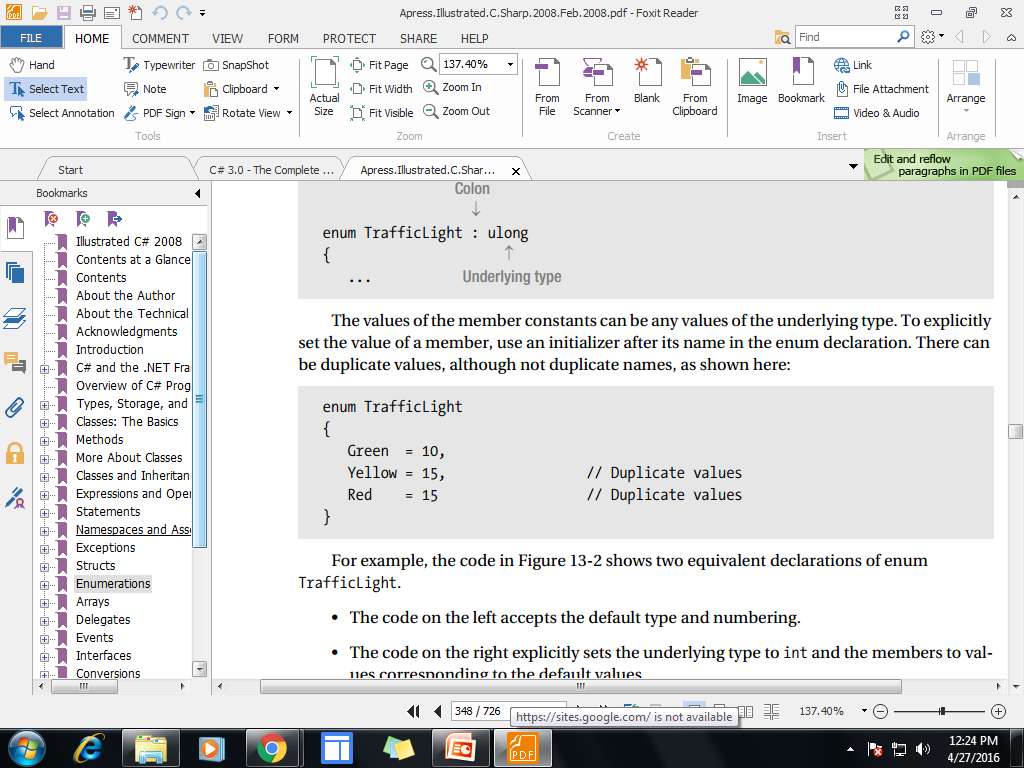 Apress.Illustrated.C.Sharp.2008.Feb.2008.pdf - Foxit Reader
FILE HOME COMMENT VIEW FORM PROTECT SHARE HELP Find
Hand Typewriter SnapShot Fit Page 137.40% Link
Select Text Note Clipboard Fit Width Zoom In File Attachment
Select Annotation PDF Sign Rotate View Actual Size Fit Visible Zoom Out From File From Scanner Blank From Clipboard Image Bookmark Video & Audio Arrange
Tools Zoom Create Insert Arrange
Start C# 3.0 - The Complete ... Apress.Illustrated.C.Shar... Edit and reflow paragraphs in PDF files
Bookmarks
Illustrated C# 2008
Contents at a Glance
Contents
About the Author
About the Technical
Acknowledgments
Introduction
C# and the .NET Fra
Overview of C# Prog
Types, Storage, and
Classes: The Basics
Methods
More About Classes
Classes and Inheritan
Expressions and Oper
Statements
Namespaces and Asse
Exceptions
Structs
Enumerations
Arrays
Delegates
Events
Interfaces
Conversions
Colon
↓
enum TrafficLight : ulong
{ ↑
... Underlying type
The values of the member constants can be any values of the underlying type. To explicitly
set the value of a member, use an initializer after its name in the enum declaration. There can
be duplicate values, although not duplicate names, as shown here:
enum TrafficLight
{
Green = 10,
Yellow = 15, // Duplicate values
Red = 15 // Duplicate values
}
For example, the code in Figure 13-2 shows two equivalent declarations of enum
TrafficLight.
• The code on the left accepts the default type and numbering.
• The code on the right explicitly sets the underlying type to int and the members to val-
ues corresponding to the default values.
348 / 726 137.40%
https://sites.google.com/ is not available
PDF
12:24 PM
4/27/2016